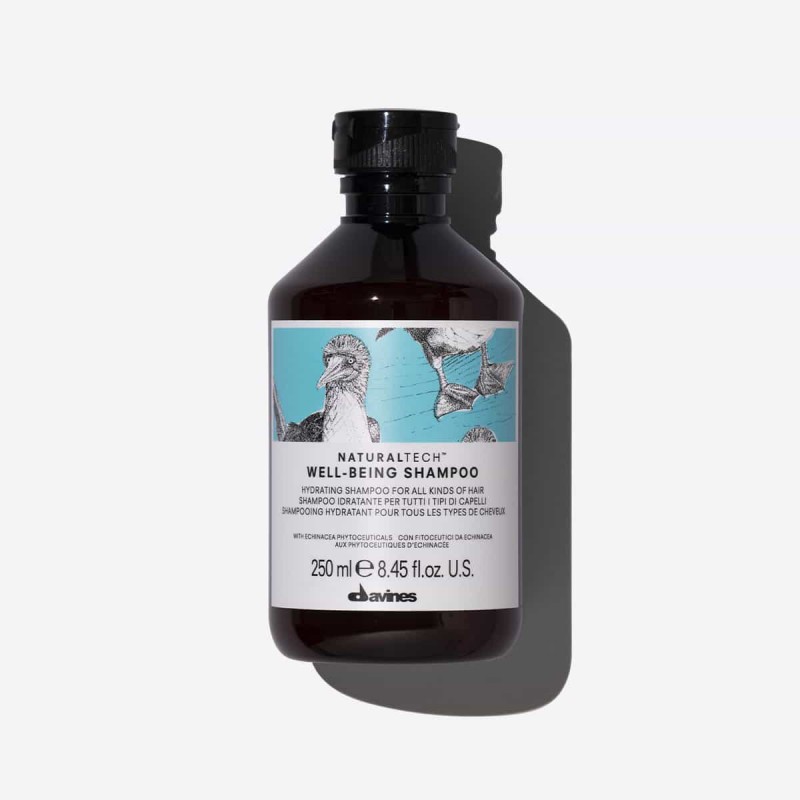 NATURALTECH™
WELL-BEING SHAMPOO
HYDRATING SHAMPOO FOR ALL KINDS OF HAIR
SHAMPOO IDRATANTE PER TUTTI I TIPI DI CAPELLI
SHAMPOOING HYDRATANT POUR TOUS LES TYPES DE CHEVEUX
WITH ECHINACEA PHYTOCEUTICALS CON FITOCEUTICI DA ECHINACEA
AUX PHYTOCEUTIQUES D'ECHINACÉE
250 ml e 8.45 fl.oz. U.S.
davines